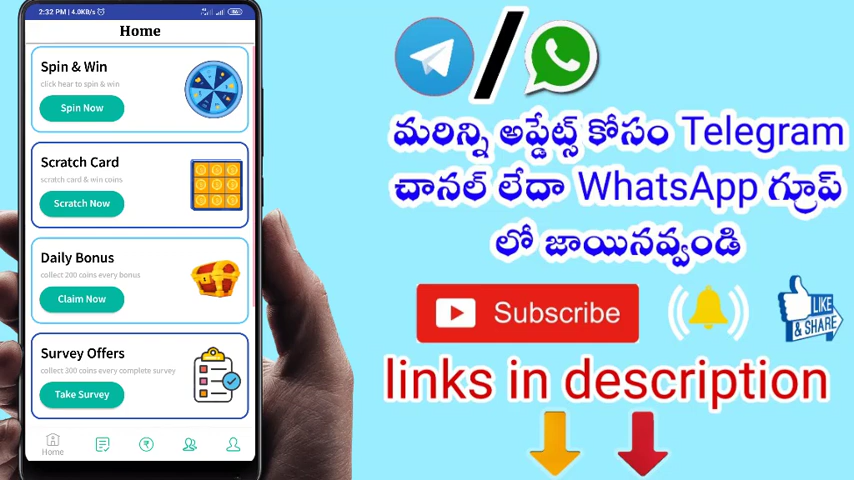 2:32 PM | 4.0KB/s
Home
Spin & Win
click hear to spin & win
Spin Now
Scratch Card
scratch card & win coins
Scratch Now
Daily Bonus
collect 200 coins every bonus
Claim Now
Survey Offers
collect 300 coins every complete survey
Take Survey
Home
మరిన్ని అప్డేట్స్ కోసం Telegram
చానల్ లేదా WhatsApp గ్రూప్
లో జాయినవ్వండి
Subscribe
LIKE
& SHARE
links in description